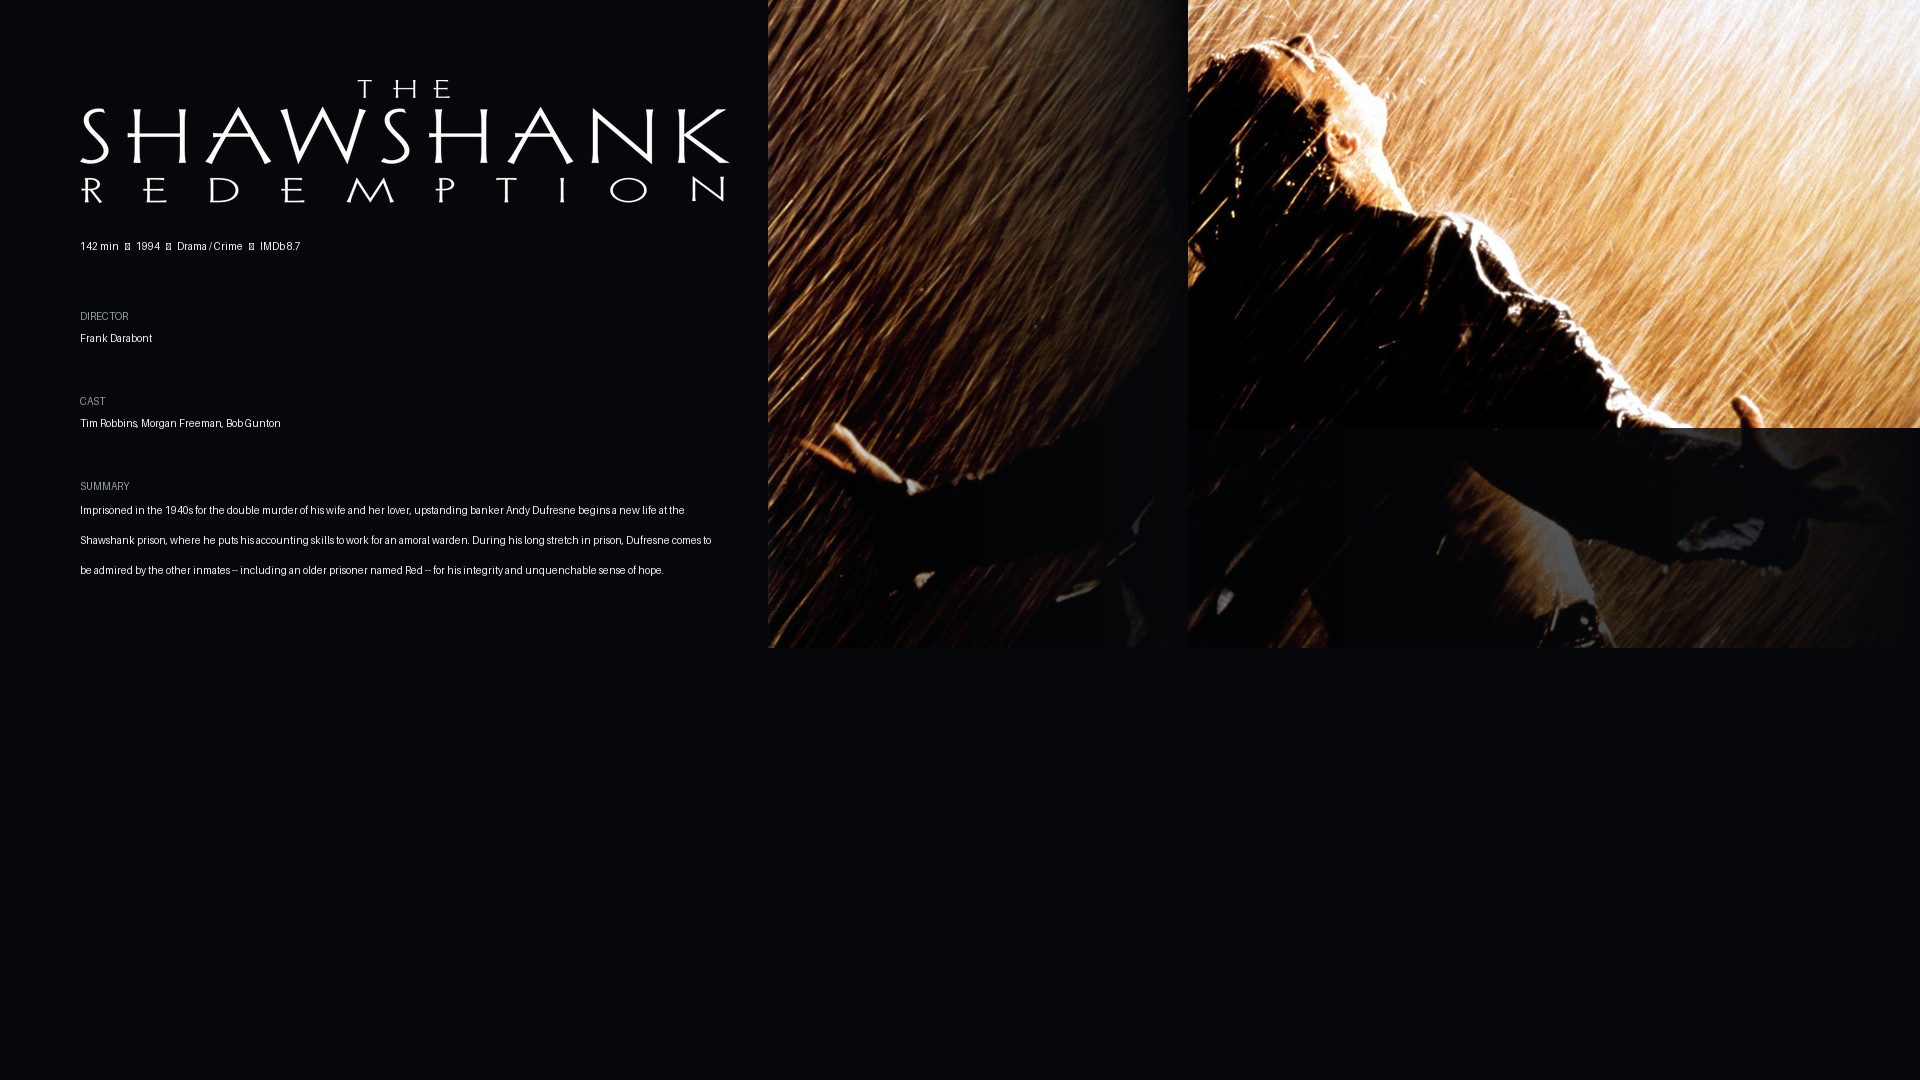 THE
SHAWSHANK
REDEMPTION
142 min ▯ 1994 ▯ Drama / Crime ▯ IMDb 8.7
DIRECTOR
Frank Darabont
CAST
Tim Robbins, Morgan Freeman, Bob Gunton
SUMMARY
Imprisoned in the 1940s for the double murder of his wife and her lover, upstanding banker Andy Dufresne begins a new life at the
Shawshank prison, where he puts his accounting skills to work for an amoral warden. During his long stretch in prison, Dufresne comes to
be admired by the other inmates -- including an older prisoner named Red -- for his integrity and unquenchable sense of hope.